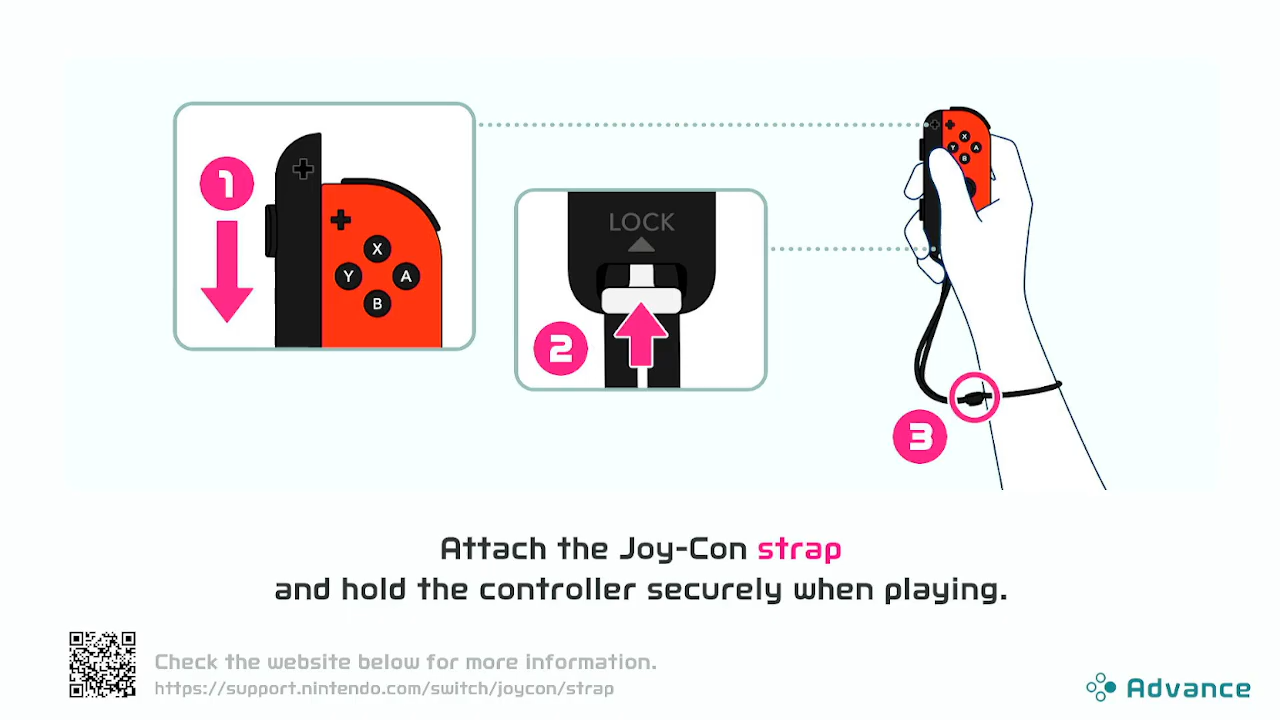 1
LOCK
2
3
X
Y
A
B
X
Y
A
B
Attach the Joy-Con strap
and hold the controller securely when playing.
Check the website below for more information.
https://support.nintendo.com/switch/joycon/strap
Advance